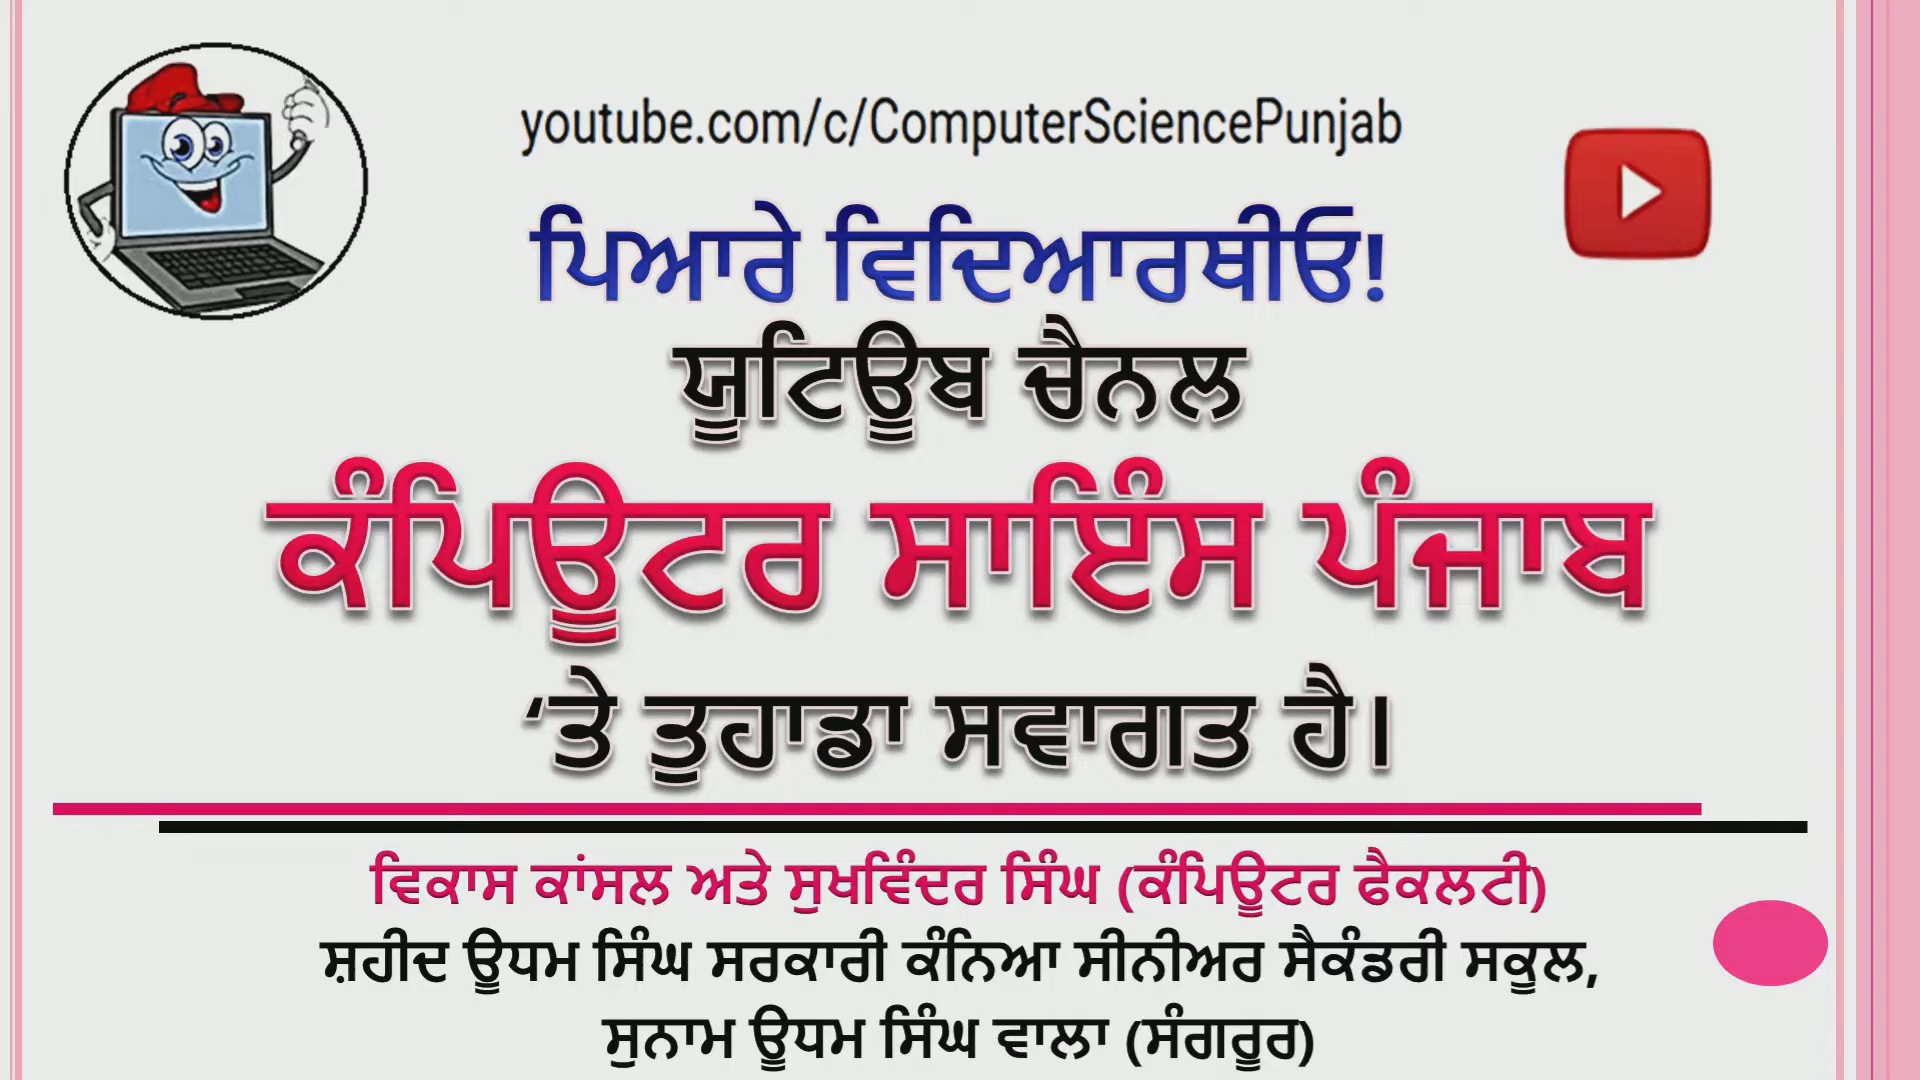 youtube.com/c/ComputerSciencePunjab
ਪਿਆਰੇ ਵਿਦਿਆਰਥੀਓ!
ਯੂਟਿਊਬ ਚੈਨਲ
ਕੰਪਿਊਟਰ ਸਾਇੰਸ ਪੰਜਾਬ
‘ਤੇ ਤੁਹਾਡਾ ਸਵਾਗਤ ਹੈ।
ਵਿਕਾਸ ਕਾਂਸਲ ਅਤੇ ਸੁਖਵਿੰਦਰ ਸਿੰਘ (ਕੰਪਿਊਟਰ ਫੈਕਲਟੀ)
ਸ਼ਹੀਦ ਊਧਮ ਸਿੰਘ ਸਰਕਾਰੀ ਕੰਨਿਆ ਸੀਨੀਅਰ ਸੈਕੰਡਰੀ ਸਕੂਲ,
ਸੁਨਾਮ ਊਧਮ ਸਿੰਘ ਵਾਲਾ (ਸੰਗਰੂਰ)